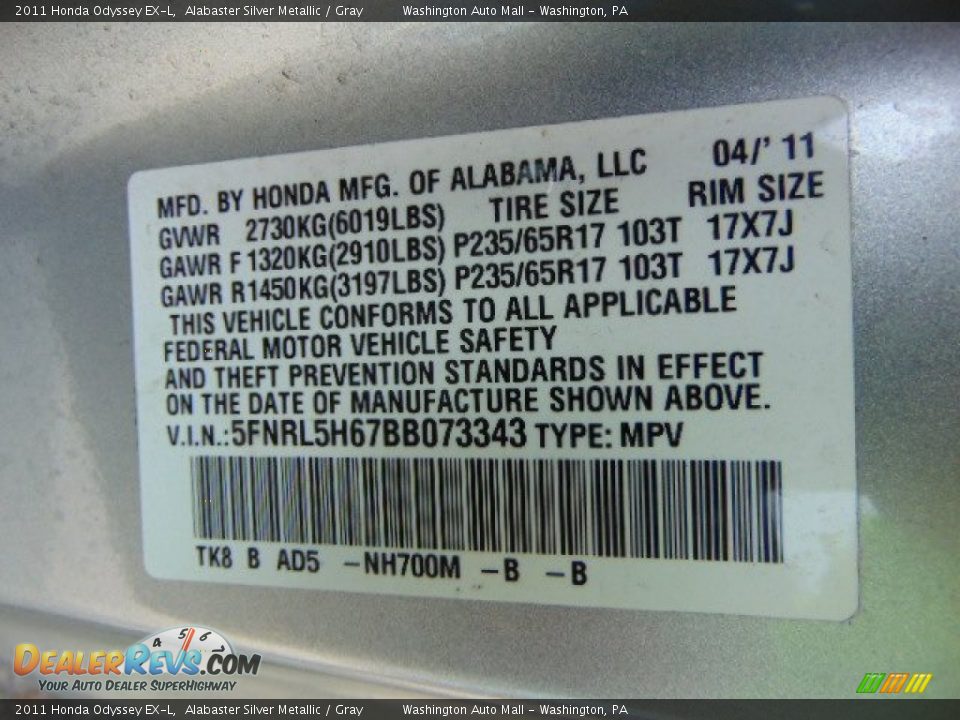 2011 Honda Odyssey EX-L, Alabaster Silver Metallic / Gray Washington Auto Mall - Washington, PA
MFD. BY HONDA MFG. OF ALABAMA, LLC 04/' 11
GVWR 2730KG(6019LBS) TIRE SIZE RIM SIZE
GAWR F 1320KG(2910LBS) P235/65R17 103T 17X7J
GAWR R1450KG(3197LBS) P235/65R17 103T 17X7J
THIS VEHICLE CONFORMS TO ALL APPLICABLE
FEDERAL MOTOR VEHICLE SAFETY
AND THEFT PREVENTION STANDARDS IN EFFECT
ON THE DATE OF MANUFACTURE SHOWN ABOVE.
V.I.N.:5FNRL5H67BB073343 TYPE: MPV
TK8 B AD5 -NH700M -B -B
4 5 6
DEALERREVS.COM
YOUR AUTO DEALER SUPERHIGHWAY
2011 Honda Odyssey EX-L, Alabaster Silver Metallic / Gray Washington Auto Mall - Washington, PA